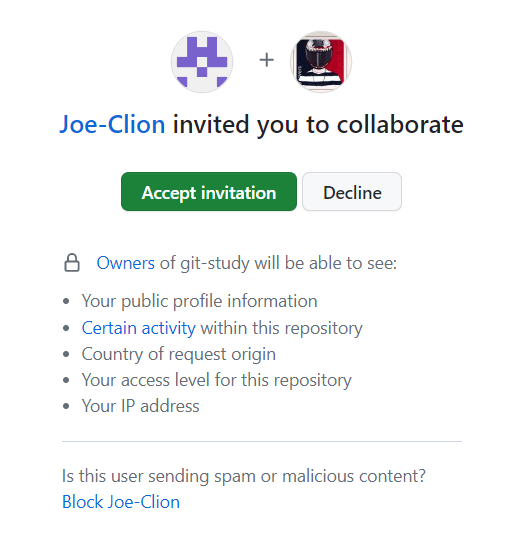 Joe-Clion invited you to collaborate
Accept invitation
Decline
Owners of git-study will be able to see:
• Your public profile information
• Certain activity within this repository
• Country of request origin
• Your access level for this repository
• Your IP address
Is this user sending spam or malicious content?
Block Joe-Clion